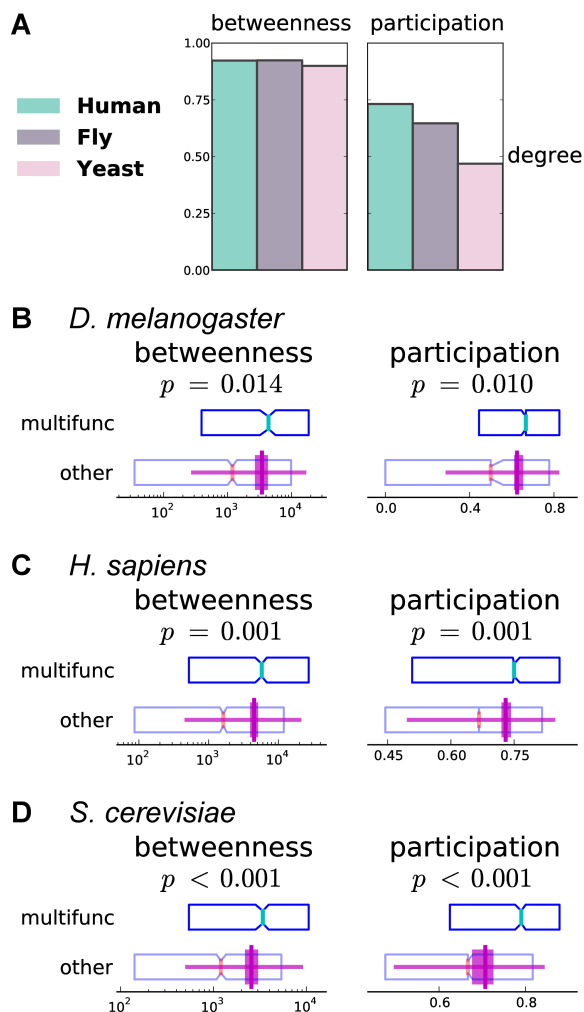 A
betweenness participation
Human
Fly
Yeast
1.00
0.75
0.50
0.25
0.00
degree
B D. melanogaster
betweenness participation
p = 0.014 p = 0.010
multifunc
other
10² 10³ 10⁴ 0.0 0.4 0.8
C H. sapiens
betweenness participation
p = 0.001 p = 0.001
multifunc
other
10² 10³ 10⁴ 0.45 0.60 0.75
D S. cerevisiae
betweenness participation
p < 0.001 p < 0.001
multifunc
other
10² 10³ 10⁴ 0.6 0.8